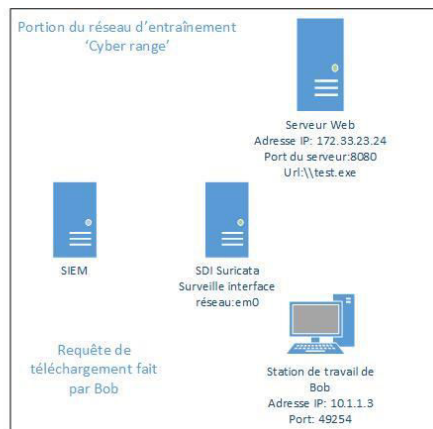 Portion du réseau d'entraînement
'Cyber range'
Serveur Web
Adresse IP: 172.33.23.24
Port du serveur:8080
Url:\\test.exe
SIEM
SDI Suricata
Surveille interface
réseau:em0
Requête de
téléchargement fait
par Bob
Station de travail de
Bob
Adresse IP: 10.1.1.3
Port: 49254